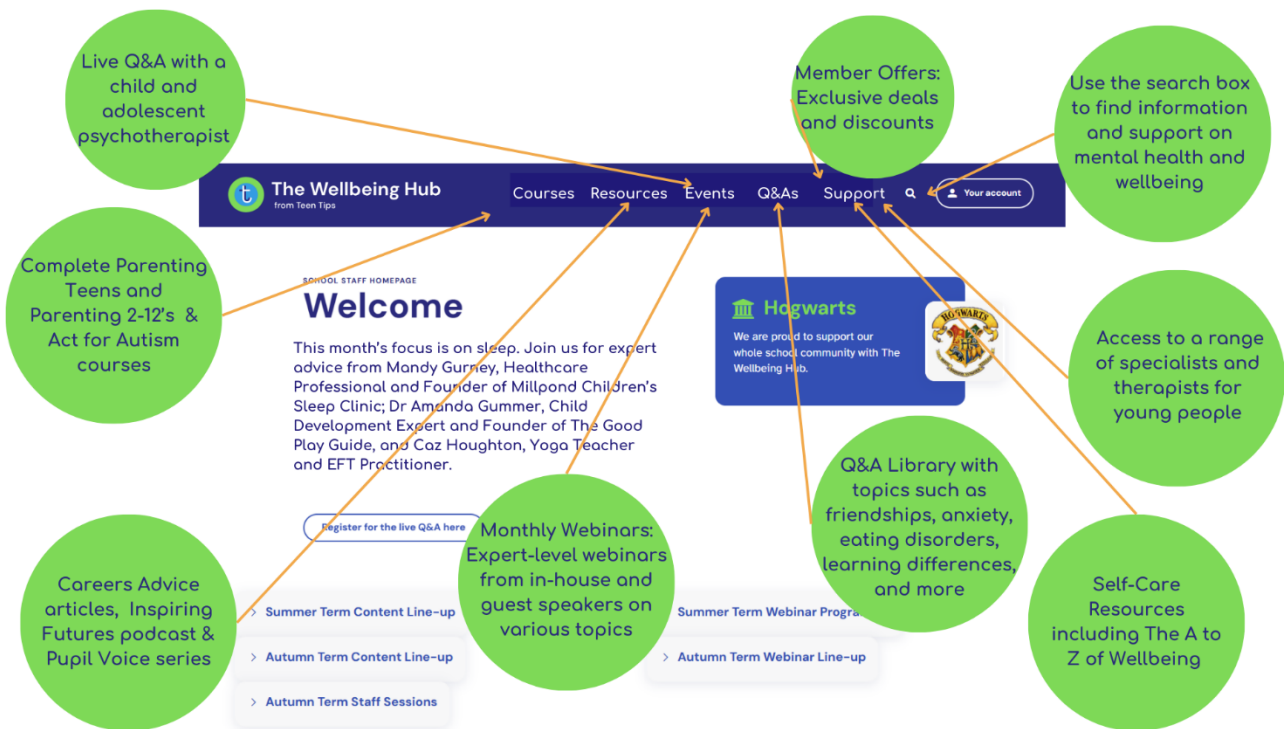 Live Q&A with a
child and
adolescent
psychotherapist
Member Offers:
Exclusive deals
and discounts
Use the search box
to find information
and support on
mental health and
wellbeing
t
The Wellbeing Hub
from Teen Tips
Courses
Resources
Events
Q&As
Support
Your account
Complete Parenting
Teens and
Parenting 2-12's &
Act for Autism
courses
SCHOOL STAFF HOMEPAGE
Welcome
This month's focus is on sleep. Join us for expert
advice from Mandy Gurney, Healthcare
Professional and Founder of Millpond Children's
Sleep Clinic; Dr Amanda Gummer, Child
Development Expert and Founder of The Good
Play Guide, and Caz Houghton, Yoga Teacher
and EFT Practitioner.
Register for the live Q&A here
Hogwarts
We are proud to support our
whole school community with The
Wellbeing Hub.
HOGWARTS
Access to a range
of specialists and
therapists for
young people
Q&A Library with
topics such as
friendships, anxiety,
eating disorders,
learning differences,
and more
Monthly Webinars:
Expert-level webinars
from in-house and
guest speakers on
various topics
Careers Advice
articles, Inspiring
Futures podcast &
Pupil Voice series
Self-Care
Resources
including The A to
Z of Wellbeing
Summer Term Content Line-up
Autumn Term Content Line-up
Autumn Term Staff Sessions
Summer Term Webinar
Autumn Term Webinar Line-up